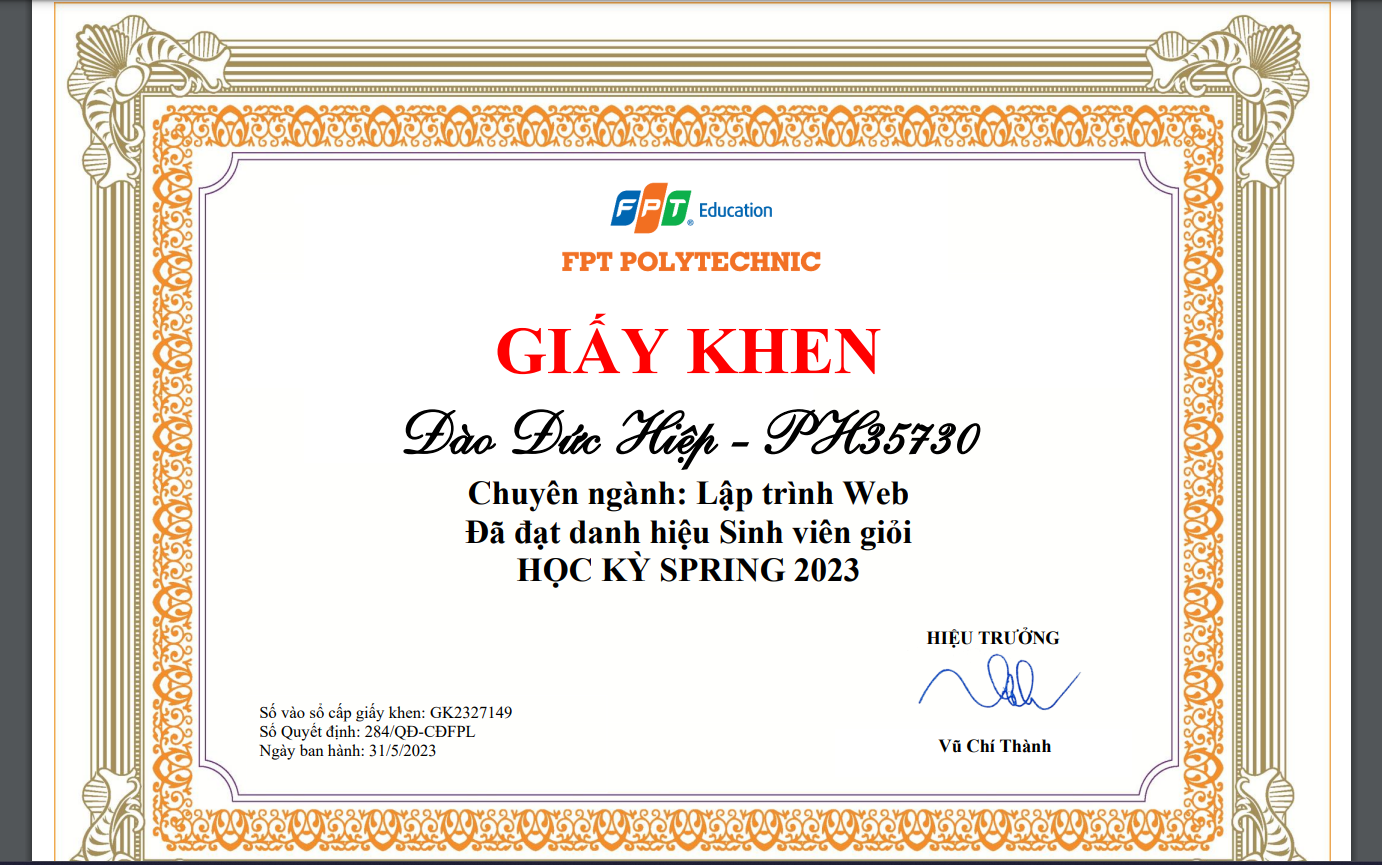 FPT® Education
FPT POLYTECHNIC
GIẤY KHEN
Đào Đức Hiệp - PH35730
Chuyên ngành: Lập trình Web
Đã đạt danh hiệu Sinh viên giỏi
HỌC KỲ SPRING 2023
HIỆU TRƯỞNG
Vũ Chí Thành
Số vào sổ cấp giấy khen: GK2327149
Số Quyết định: 284/QĐ-CĐFPL
Ngày ban hành: 31/5/2023